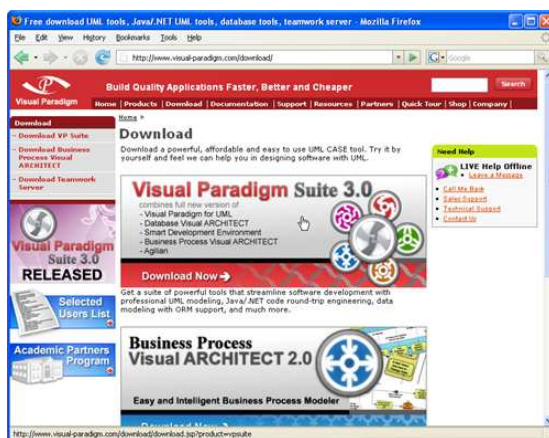 Free download UML tools, Java/.NET UML tools, database tools, teamwork server - Mozilla Firefox
File Edit View History Bookmarks Tools Help
http://www.visual-paradigm.com/download/
Google
Visual Paradigm
Build Quality Applications Faster, Better and Cheaper
Search
Home | Products | Download | Documentation | Support | Resources | Partners | Quick Tour | Shop | Company |
Download
Download VP Suite
Download Business
Process Visual
ARCHITECT
Download Teamwork
Server
Visual Paradigm
Suite 3.0
RELEASED
Selected
Users List
Academic Partners
Program
Home »
Download
Download a powerful, affordable and easy to use UML CASE tool. Try it by
yourself and feel we can help you in designing software with UML.
Visual Paradigm Suite 3.0
combines full new version of
- Visual Paradigm for UML
- Database Visual ARCHITECT
- Smart Development Environment
- Business Process Visual ARCHITECT
- Agilian
Download Now
Get a suite of powerful tools that streamline software development with
professional UML modeling, Java/.NET code round-trip engineering, data
modeling with ORM support, and much more.
Business Process
Visual ARCHITECT 2.0
Easy and Intelligent Business Process Modeler
Download Now
Need Help
LIVE Help Offline
Leave a Message
Call Me Back
Sales Support
Technical Support
Contact Us
http://www.visual-paradigm.com/download/download.jsp?product=vpsuite